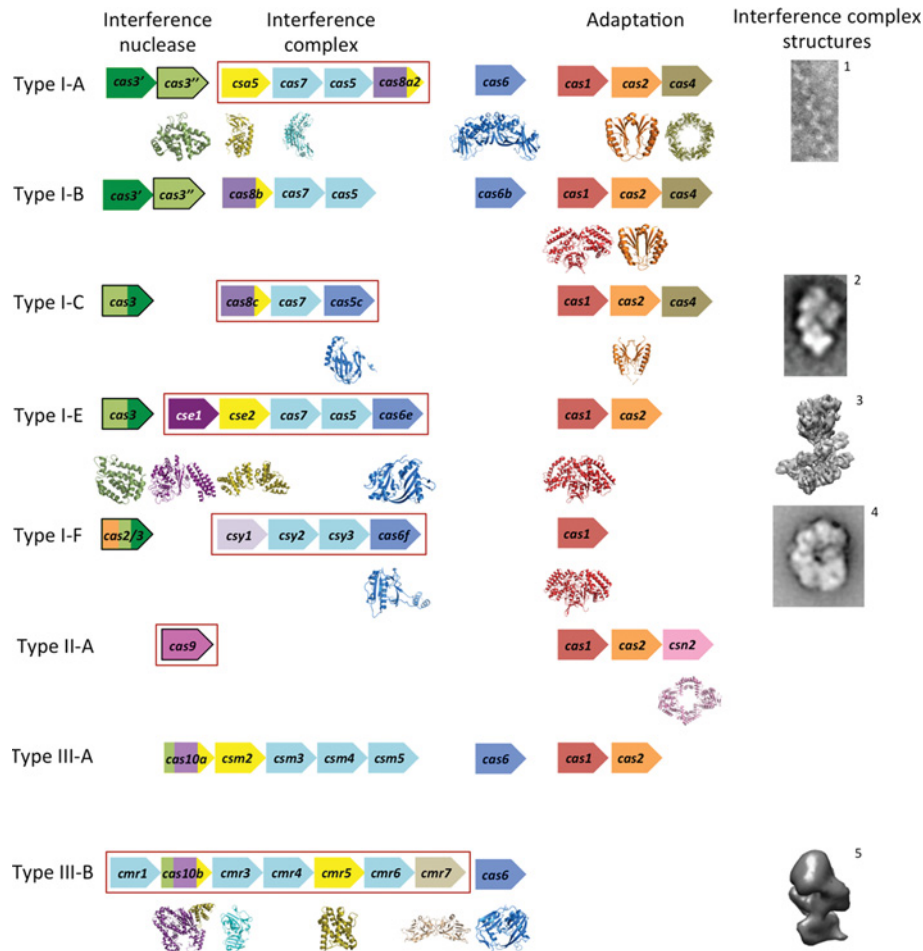 Interference nuclease
Interference complex
Adaptation
Interference complex structures
Type I-A
cas3'
cas3''
csa5
cas7
cas5
cas8a2
cas6
cas1
cas2
cas4
1
Type I-B
cas3'
cas3''
cas8b
cas7
cas5
cas6b
cas1
cas2
cas4
Type I-C
cas3
cas8c
cas7
cas5c
cas1
cas2
cas4
2
Type I-E
cas3
cse1
cse2
cas7
cas5
cas6e
cas1
cas2
3
Type I-F
cas2/3
csy1
csy2
csy3
cas6f
cas1
4
Type II-A
cas9
cas1
cas2
csn2
Type III-A
cas10a
csm2
csm3
csm4
csm5
cas6
cas1
cas2
Type III-B
cmr1
cas10b
cmr3
cmr4
cmr5
cmr6
cmr7
cas6
5